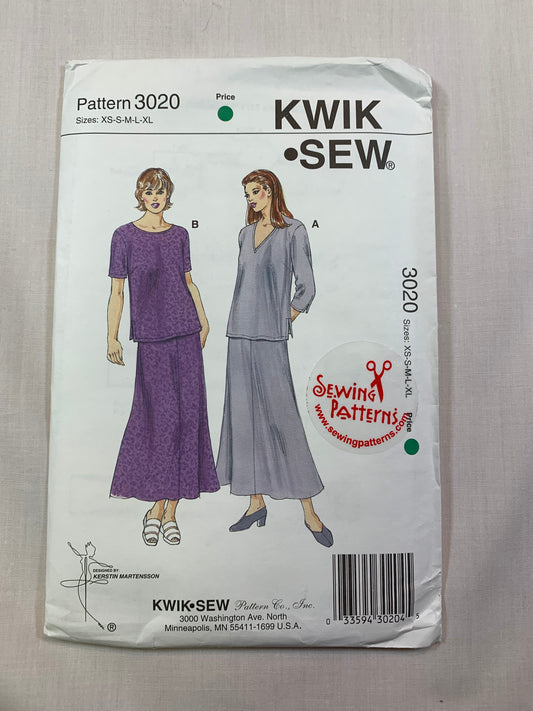 Pattern 3020
Sizes: XS-S-M-L-XL
Price
KWIK
•SEW®
B
A
3020
Sizes: XS-S-M-L-XL
Price
SEWING
PATTERNS
www.sewingpatterns.com
DESIGNED BY:
KERSTIN MARTENSSON
®
KWIK•SEW Pattern Co., Inc.
3000 Washington Ave. North
Minneapolis, MN 55411-1699 U.S.A.
0 33594 30204 5